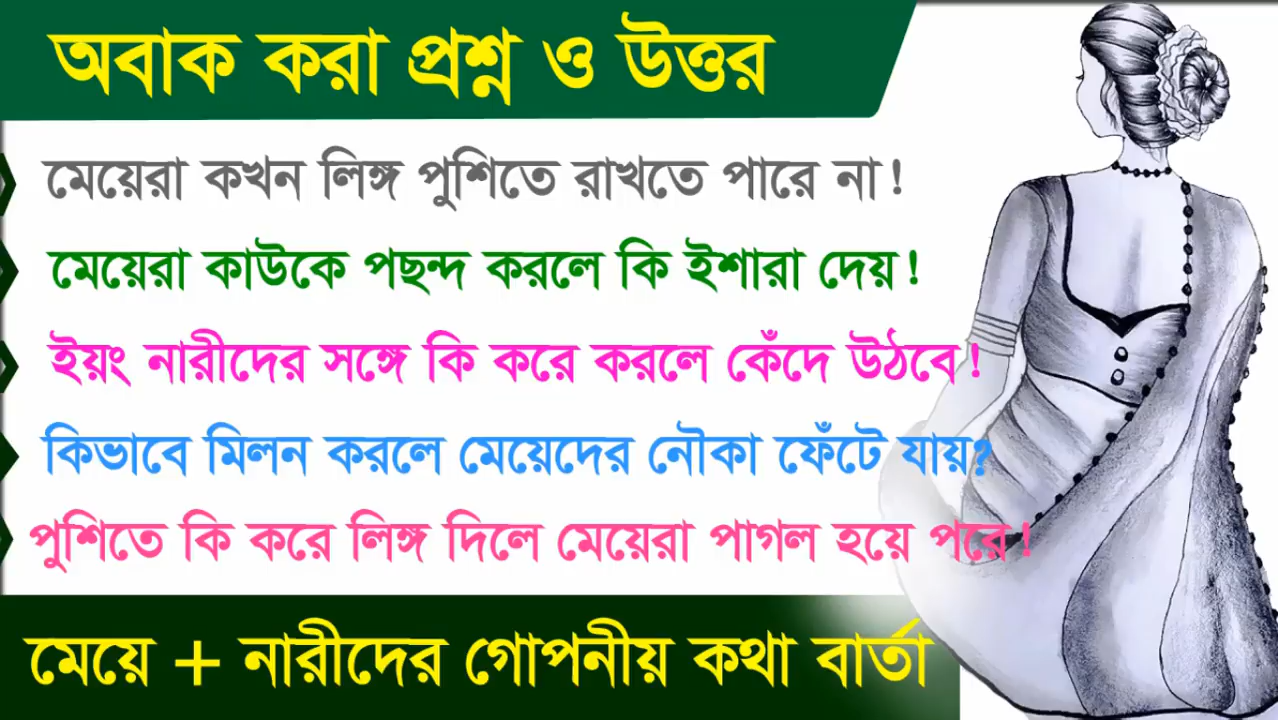 অবাক করা প্রশ্ন ও উত্তর
মেয়েরা কখন লিঙ্গ পুশিতে রাখতে পারে না!
মেয়েরা কাউকে পছন্দ করলে কি ইশারা দেয়!
ইয়ং নারীদের সঙ্গে কি করে করলে কেঁদে উঠবে!
কিভাবে মিলন করলে মেয়েদের নৌকা ফেঁটে যায়?
পুশিতে কি করে লিঙ্গ দিলে মেয়েরা পাগল হয়ে পরে!
মেয়ে + নারীদের গোপনীয় কথা বার্তা